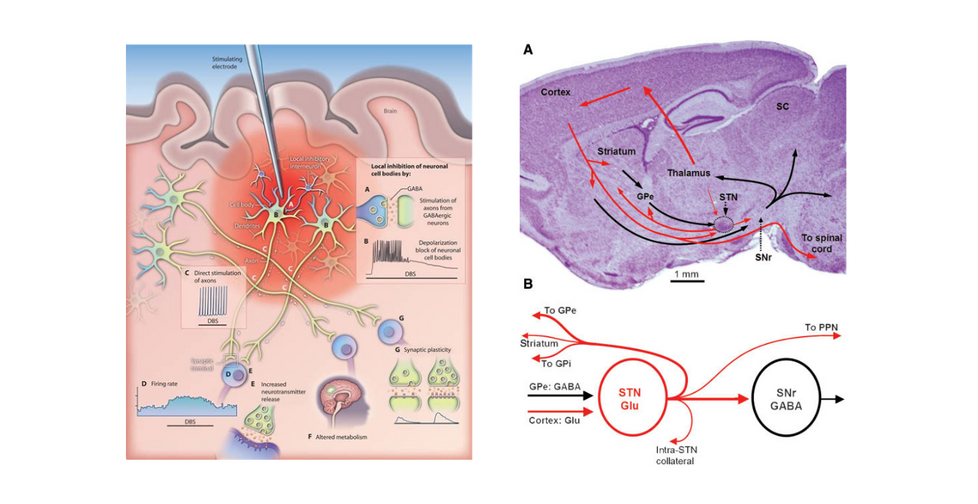 Stimulating
electrode
Brain
Local inhibitory
interneuron
Cell body
Dendrites
Axon
A
B
B
C
C
C
Local inhibition of neuronal
cell bodies by:
A
GABA
Stimulation of
axons from
GABAergic
neurons
B
Depolarization
block of neuronal
cell bodies
DBS
C Direct stimulation
of axons
DBS
Synaptic
terminal
D
E
G
D Firing rate
DBS
E Increased
neurotransmitter
release
F Altered metabolism
G Synaptic plasticity
A
Cortex
SC
Striatum
Thalamus
GPe
STN
To spinal
cord
SNr
1 mm
B
To GPe
Striatum
To GPi
GPe: GABA
Cortex: Glu
STN
Glu
To PPN
SNr
GABA
Intra-STN
collateral